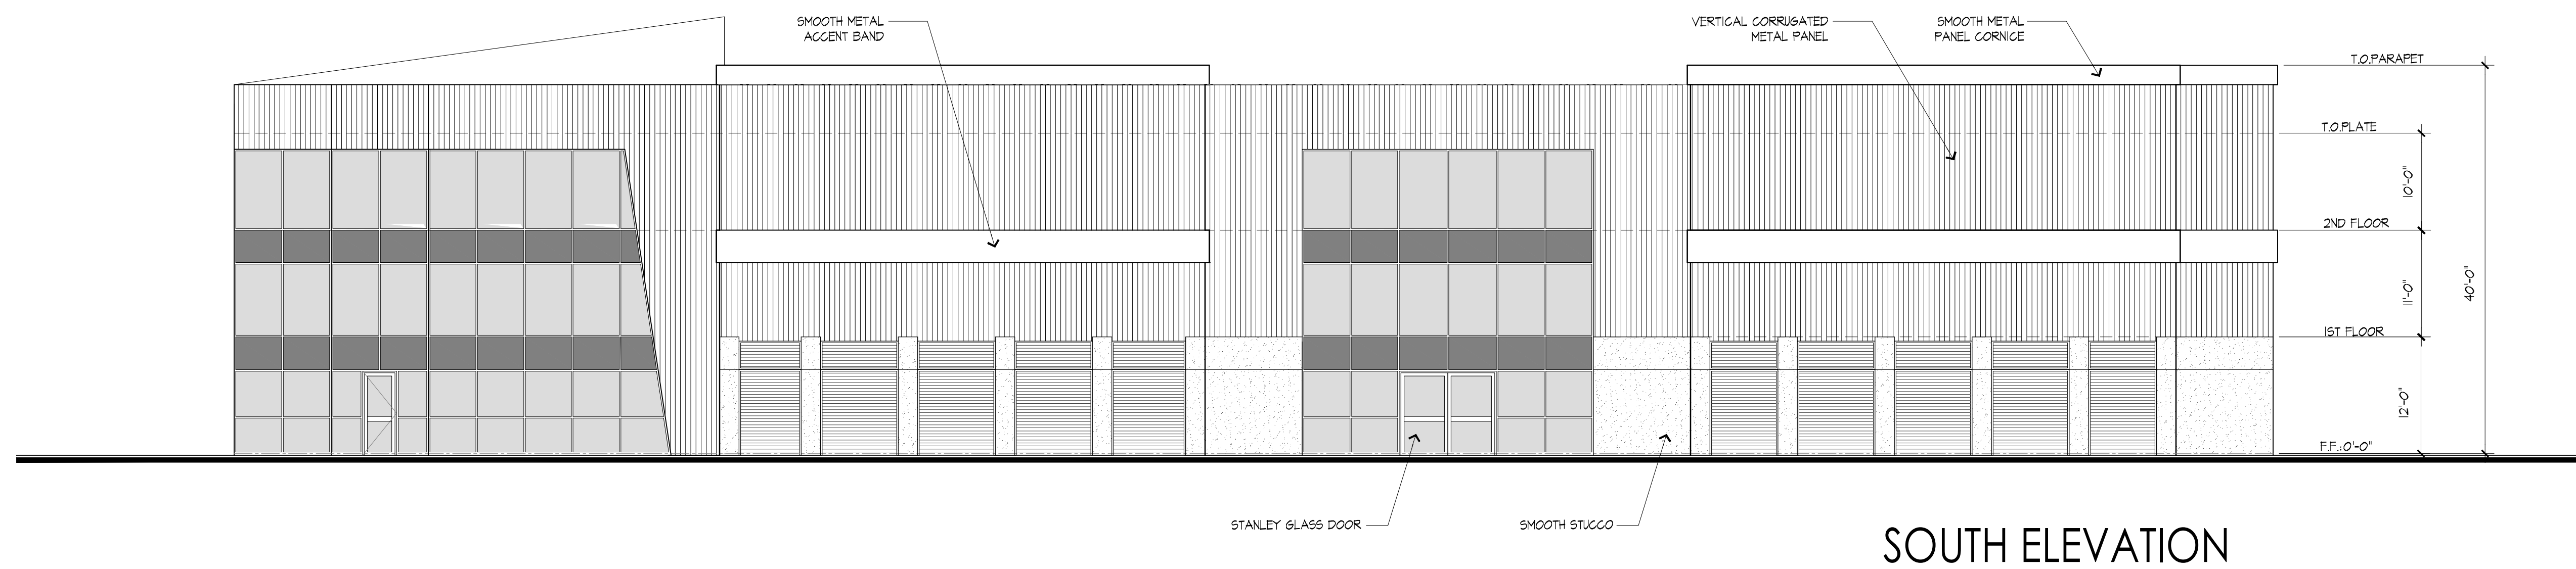 SMOOTH METAL
ACCENT BAND
VERTICAL CORRUGATED
METAL PANEL
SMOOTH METAL
PANEL CORNICE
T.O.PARAPET
T.O.PLATE
10'-0"
2ND FLOOR
11'-0"
40'-0"
1ST FLOOR
12'-0"
F.F.:0'-0"
STANLEY GLASS DOOR
SMOOTH STUCCO
SOUTH ELEVATION